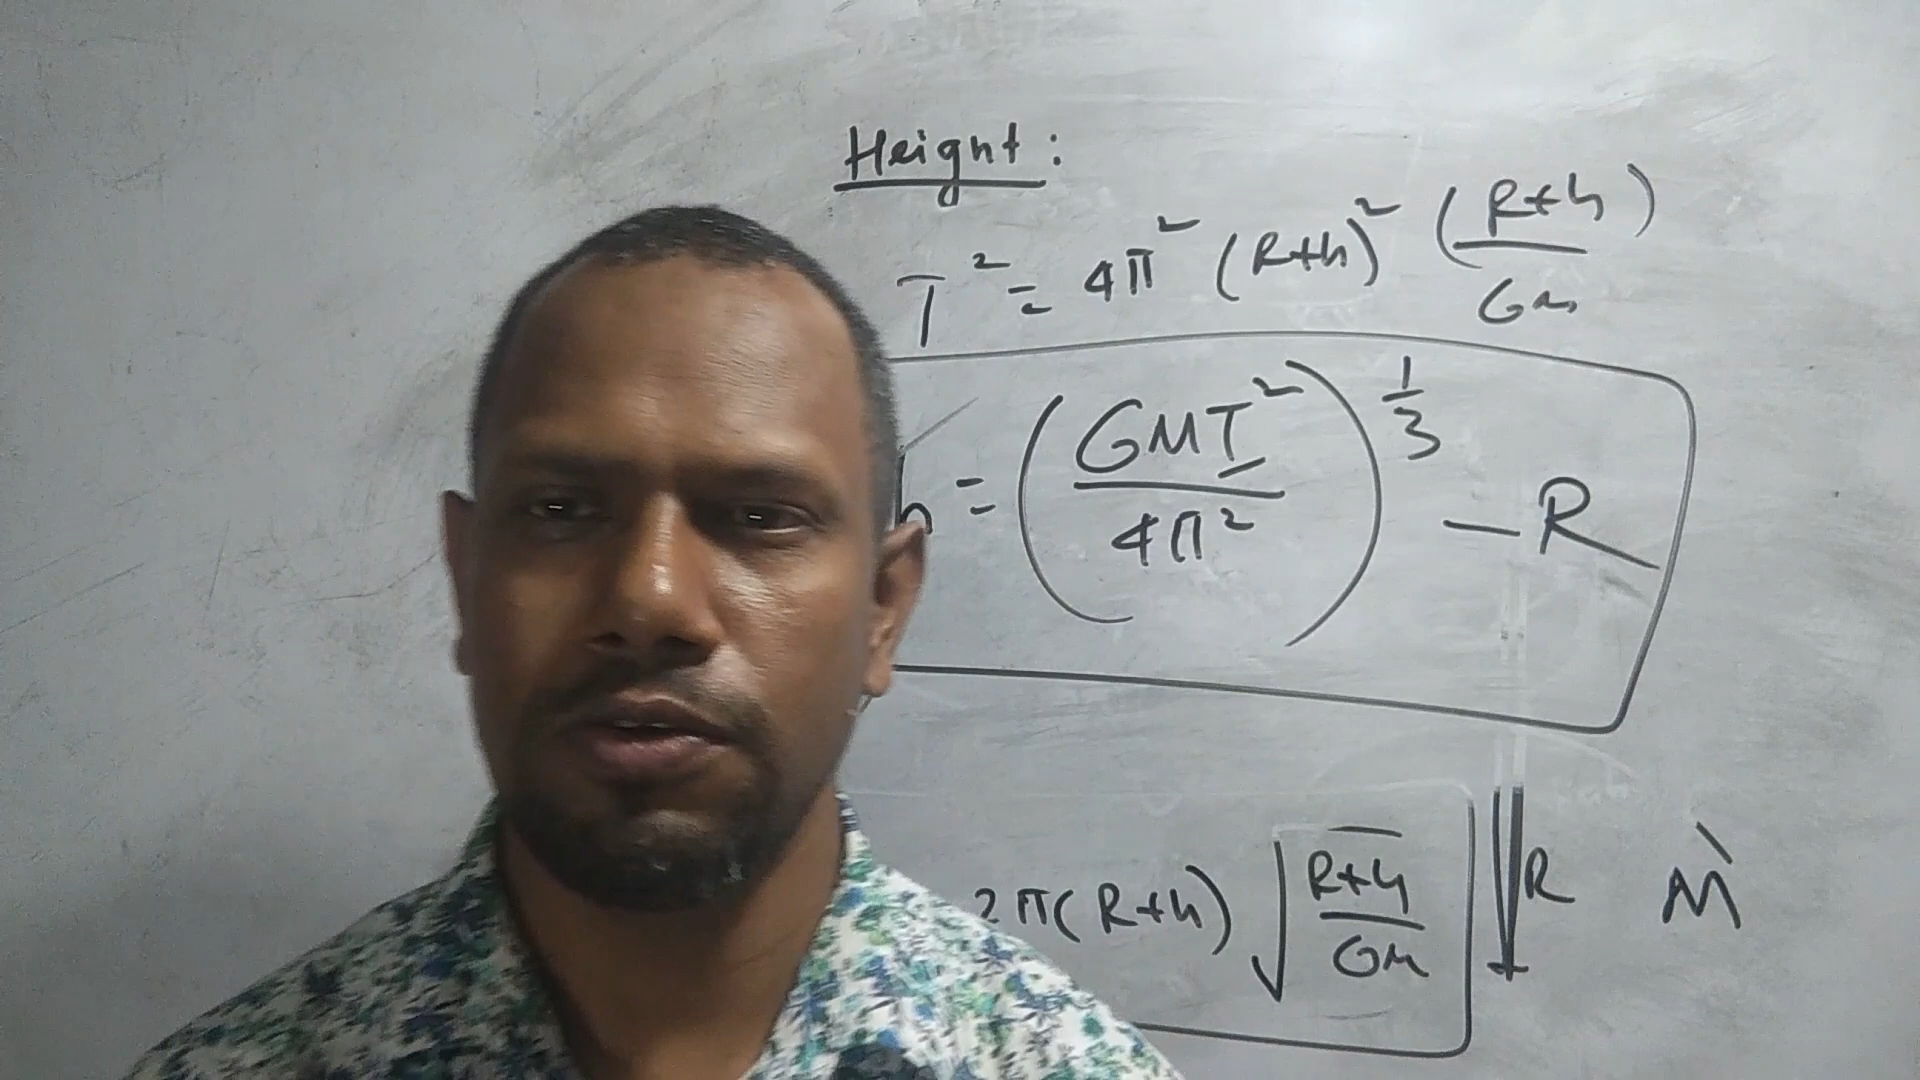 Height:
T² = 4π² (R+h)² (R+h / GM)
h = (GMT² / 4π²)^1/3 – R
2π(R+h) √(R+h / GM) R M